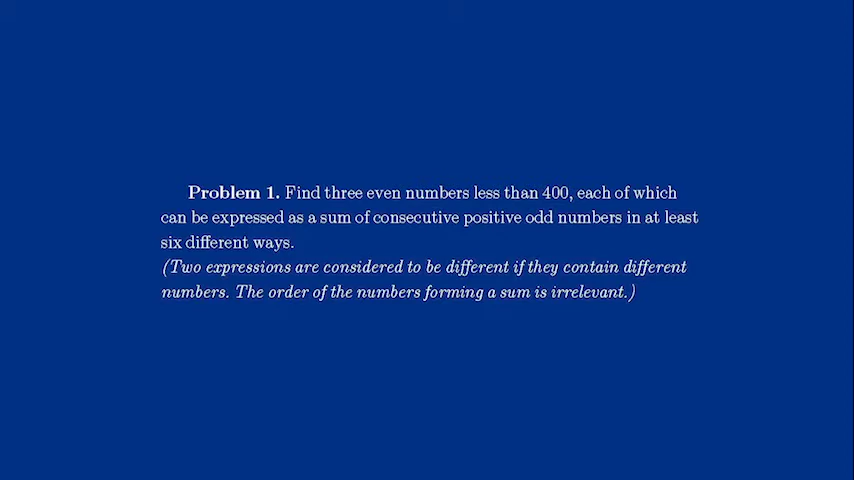 Problem 1. Find three even numbers less than 400, each of which
can be expressed as a sum of consecutive positive odd numbers in at least
six different ways.
(Two expressions are considered to be different if they contain different
numbers. The order of the numbers forming a sum is irrelevant.)